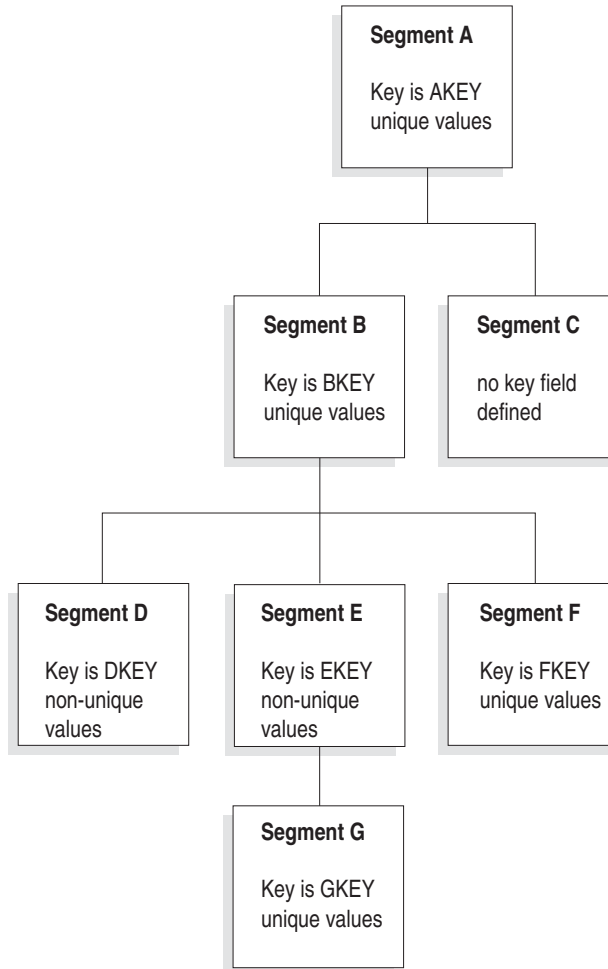 Segment A
Key is AKEY
unique values
Segment B
Key is BKEY
unique values
Segment C
no key field
defined
Segment D
Key is DKEY
non-unique
values
Segment E
Key is EKEY
non-unique
values
Segment F
Key is FKEY
unique values
Segment G
Key is GKEY
unique values